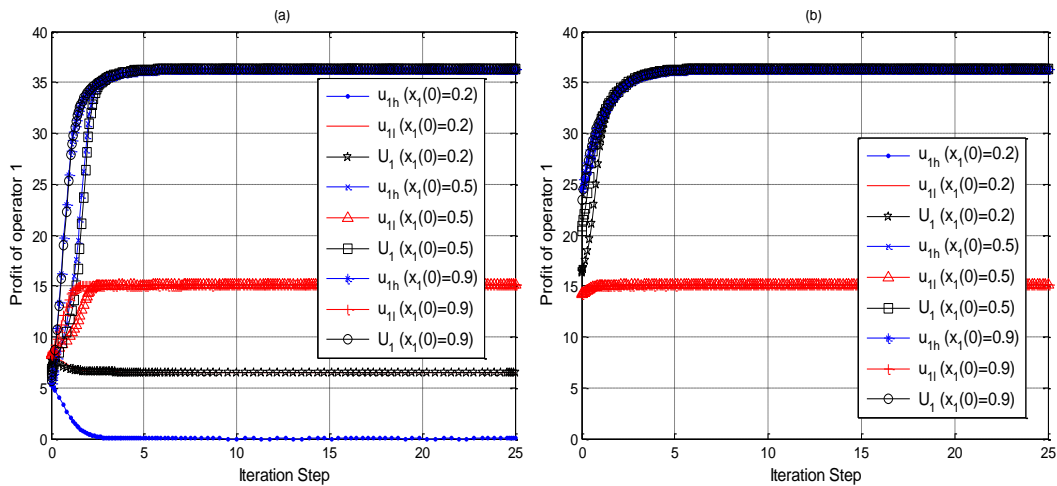 (a)
Profit of operator 1
40
35
30
25
20
15
10
5
0
u1h (x1(0)=0.2)
u1l (x1(0)=0.2)
U1 (x1(0)=0.2)
u1h (x1(0)=0.5)
u1l (x1(0)=0.5)
U1 (x1(0)=0.5)
u1h (x1(0)=0.9)
u1l (x1(0)=0.9)
U1 (x1(0)=0.9)
0 5 10 15 20 25
Iteration Step
(b)
Profit of operator 1
40
35
30
25
20
15
10
5
0
u1h (x1(0)=0.2)
u1l (x1(0)=0.2)
U1 (x1(0)=0.2)
u1h (x1(0)=0.5)
u1l (x1(0)=0.5)
U1 (x1(0)=0.5)
u1h (x1(0)=0.9)
u1l (x1(0)=0.9)
U1 (x1(0)=0.9)
0 5 10 15 20 25
Iteration Step